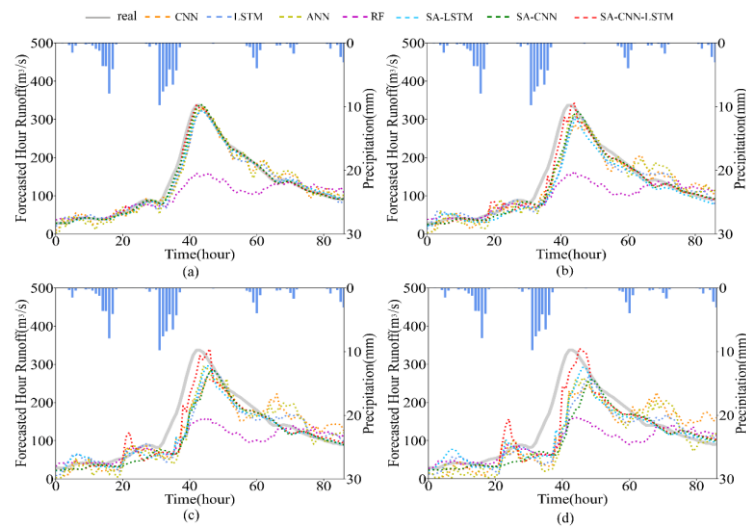 real CNN LSTM ANN RF SA-LSTM SA-CNN SA-CNN-LSTM
500 0 500 0
400 400
300 10 300 10
200 200
20 20
100 100
0 30 0 30
0 20 40 60 80 0 20 40 60 80
Forecasted Hour Runoff(m³/s) Precipitation(mm) Forecasted Hour Runoff(m³/s) Precipitation(mm)
Time(hour) Time(hour)
(a) (b)
500 0 500 0
400 400
300 10 300 10
200 200
20 20
100 100
0 30 0 30
0 20 40 60 80 0 20 40 60 80
Forecasted Hour Runoff(m³/s) Precipitation(mm) Forecasted Hour Runoff(m³/s) Precipitation(mm)
Time(hour) Time(hour)
(c) (d)